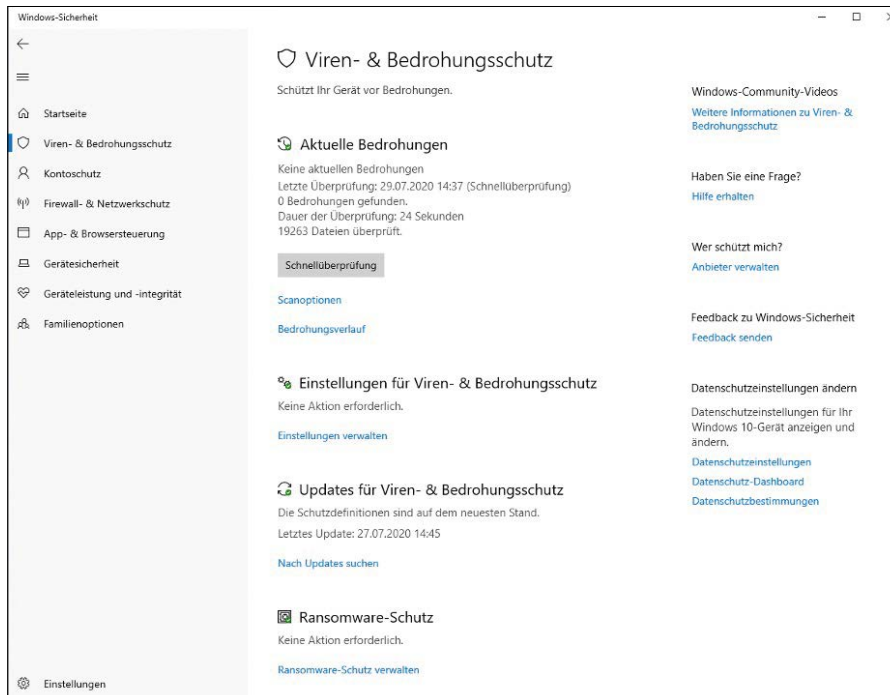 Windows-Sicherheit
Startseite
Viren- & Bedrohungsschutz
Kontoschutz
Firewall- & Netzwerkschutz
App- & Browsersteuerung
Gerätesicherheit
Geräteleistung und -integrität
Familienoptionen
Einstellungen
Viren- & Bedrohungsschutz
Schützt Ihr Gerät vor Bedrohungen.
Aktuelle Bedrohungen
Keine aktuellen Bedrohungen
Letzte Überprüfung: 29.07.2020 14:37 (Schnellüberprüfung)
0 Bedrohungen gefunden.
Dauer der Überprüfung: 24 Sekunden
19263 Dateien überprüft.
Schnellüberprüfung
Scanoptionen
Bedrohungsverlauf
Einstellungen für Viren- & Bedrohungsschutz
Keine Aktion erforderlich.
Einstellungen verwalten
Updates für Viren- & Bedrohungsschutz
Die Schutzdefinitionen sind auf dem neuesten Stand.
Letztes Update: 27.07.2020 14:45
Nach Updates suchen
Ransomware-Schutz
Keine Aktion erforderlich.
Ransomware-Schutz verwalten
Windows-Community-Videos
Weitere Informationen zu Viren- &
Bedrohungsschutz
Haben Sie eine Frage?
Hilfe erhalten
Wer schützt mich?
Anbieter verwalten
Feedback zu Windows-Sicherheit
Feedback senden
Datenschutzeinstellungen ändern
Datenschutzeinstellungen für Ihr
Windows 10-Gerät anzeigen und
ändern.
Datenschutzeinstellungen
Datenschutz-Dashboard
Datenschutzbestimmungen